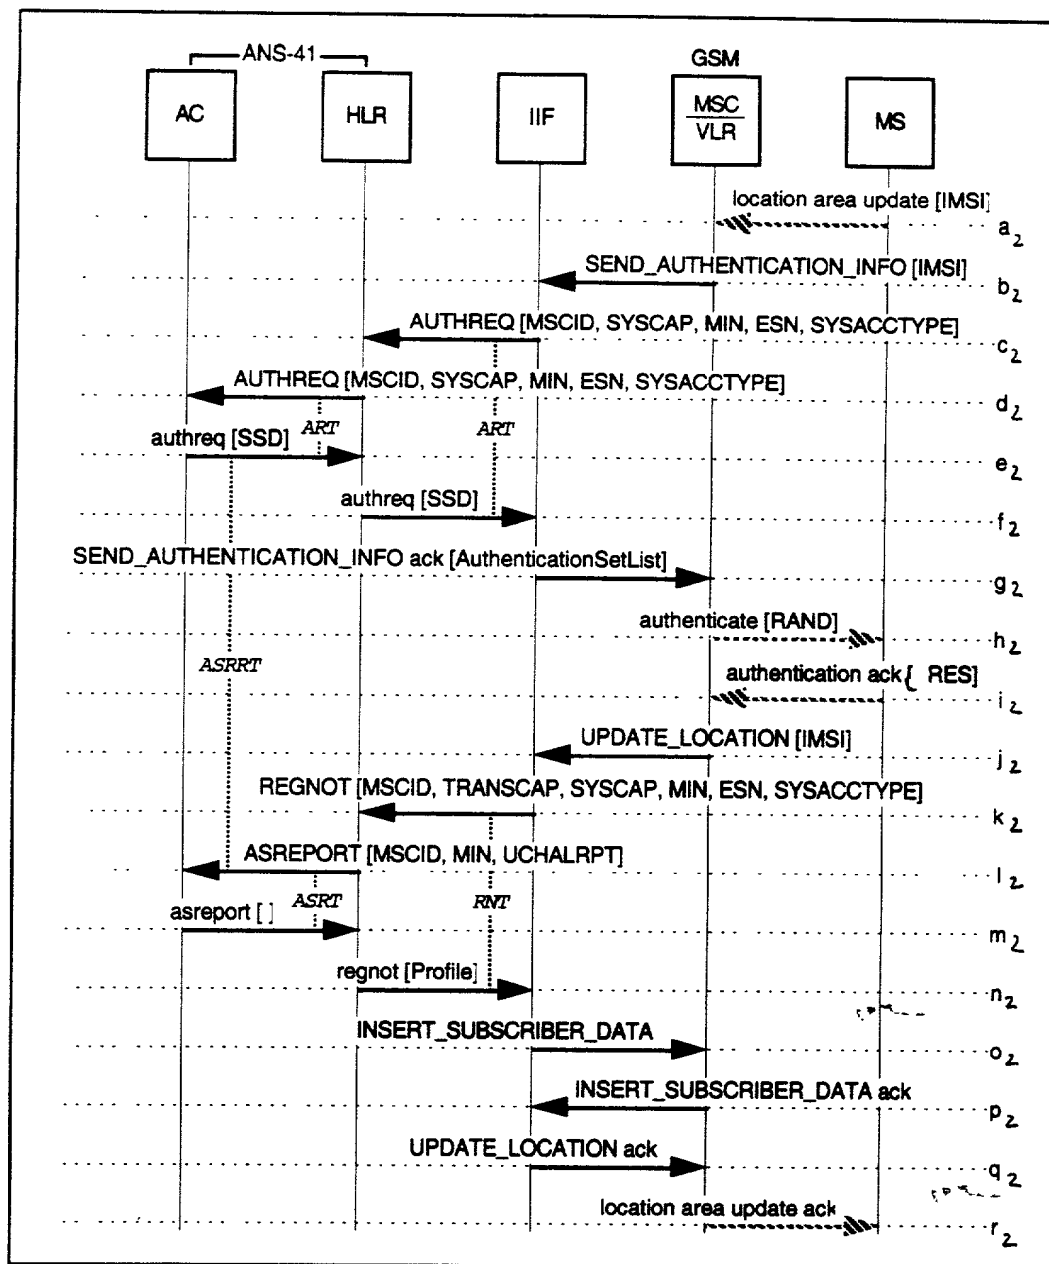 ANS-41
GSM
AC
HLR
IIF
MSC
VLR
MS
location area update [IMSI]
a2
SEND_AUTHENTICATION_INFO [IMSI]
b2
AUTHREQ [MSCID, SYSCAP, MIN, ESN, SYSACCTYPE]
c2
AUTHREQ [MSCID, SYSCAP, MIN, ESN, SYSACCTYPE]
d2
ART
ART
authreq [SSD]
e2
authreq [SSD]
f2
SEND_AUTHENTICATION_INFO ack [AuthenticationSetList]
g2
authenticate [RAND]
h2
ASRRT
authentication ack{ RES]
i2
UPDATE_LOCATION [IMSI]
j2
REGNOT [MSCID, TRANSCAP, SYSCAP, MIN, ESN, SYSACCTYPE]
k2
ASREPORT [MSCID, MIN, UCHALRPT]
l2
ASRT
RNT
asreport [ ]
m2
regnot [Profile]
n2
INSERT_SUBSCRIBER_DATA
o2
INSERT_SUBSCRIBER_DATA ack
p2
UPDATE_LOCATION ack
q2
location area update ack
r2